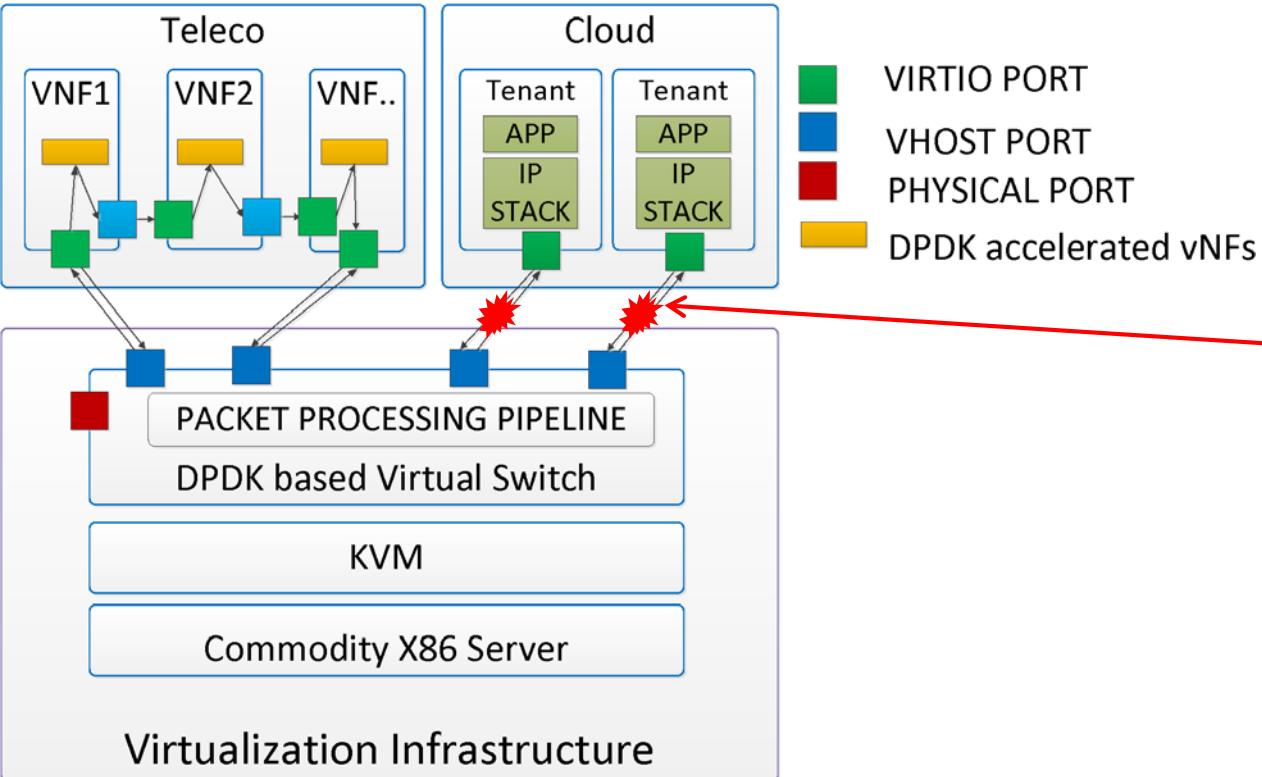 Teleco
Cloud
VNF1
VNF2
VNF..
Tenant
APP
IP
STACK
Tenant
APP
IP
STACK
VIRTIO PORT
VHOST PORT
PHYSICAL PORT
DPDK accelerated vNFs
PACKET PROCESSING PIPELINE
DPDK based Virtual Switch
KVM
Commodity X86 Server
Virtualization Infrastructure